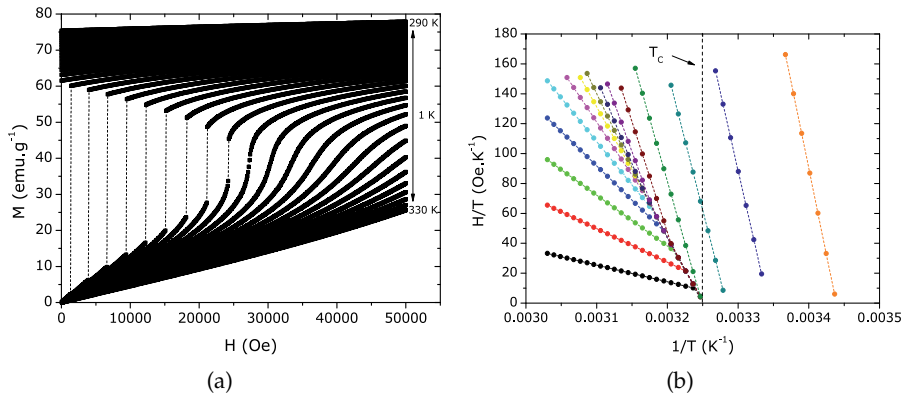 80
70
60
50
40
30
20
10
0
M (emu.g⁻¹)
290 K
1 K
330 K
0 10000 20000 30000 40000 50000
H (Oe)
(a)
180
160
140
120
100
80
60
40
20
0
H/T (Oe.K⁻¹)
T_C
0.0030 0.0031 0.0032 0.0033 0.0034 0.0035
1/T (K⁻¹)
(b)